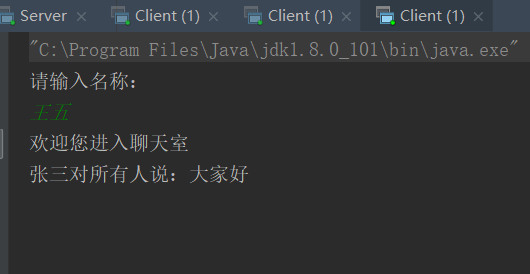 Server Client (1) Client (1) Client (1)
"C:\Program Files\Java\jdk1.8.0_101\bin\java.exe"
请输入名称：
王五
欢迎您进入聊天室
张三对所有人说：大家好